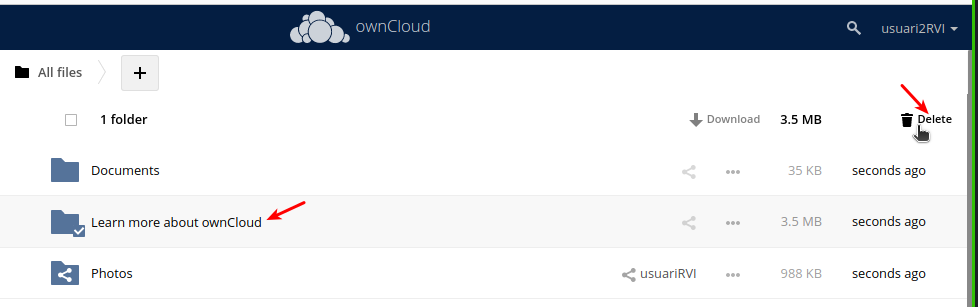 ownCloud
usuari2RVI
All files
+
1 folder Download 3.5 MB Delete
Documents ••• 35 KB seconds ago
Learn more about ownCloud ••• 3.5 MB seconds ago
Photos usuariRVI ••• 988 KB seconds ago